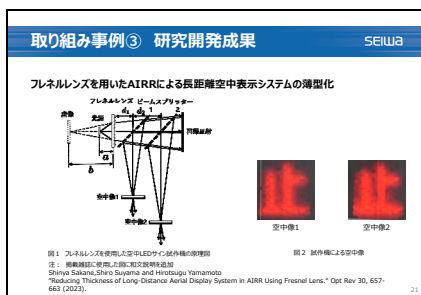 取り組み事例③ 研究開発成果
SEIWA
フレネルレンズを用いたAIRRによる長距離空中表示システムの薄型化
フレネルレンズ ビームスプリッター
虚像
光源
d₁
d₂
1
2
再帰反射
a
b
空中像1
空中像2
空中像1
空中像2
図1 フレネルレンズを使用した空中LEDサイン試作機の原理図
図2 試作機による空中像
注: 掲載雑誌に使用した図に和文説明を追加
Shinya Sakane,Shiro Suyama and Hirotsugu Yamamoto
"Reducing Thickness of Long-Distance Aerial Display System in AIRR Using Fresnel Lens." Opt Rev 30, 657-
663 (2023).
21